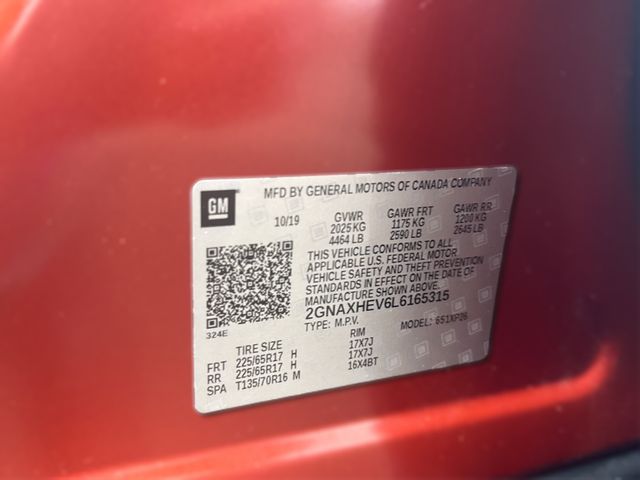 GM
MFD BY GENERAL MOTORS OF CANADA COMPANY
10/19 GVWR GAWR FRT GAWR RR
2025 KG 1175 KG 1200 KG
4464 LB 2590 LB 2645 LB
THIS VEHICLE CONFORMS TO ALL
APPLICABLE U.S. FEDERAL MOTOR
VEHICLE SAFETY AND THEFT PREVENTION
STANDARDS IN EFFECT ON THE DATE OF
MANUFACTURE SHOWN ABOVE.
2GNAXHEV6L6165315
324E
TYPE: M.P.V. MODEL: 651XP26
TIRE SIZE RIM
FRT 225/65R17 H 17X7J
RR 225/65R17 H 17X7J
SPA T135/70R16 M 16X4BT